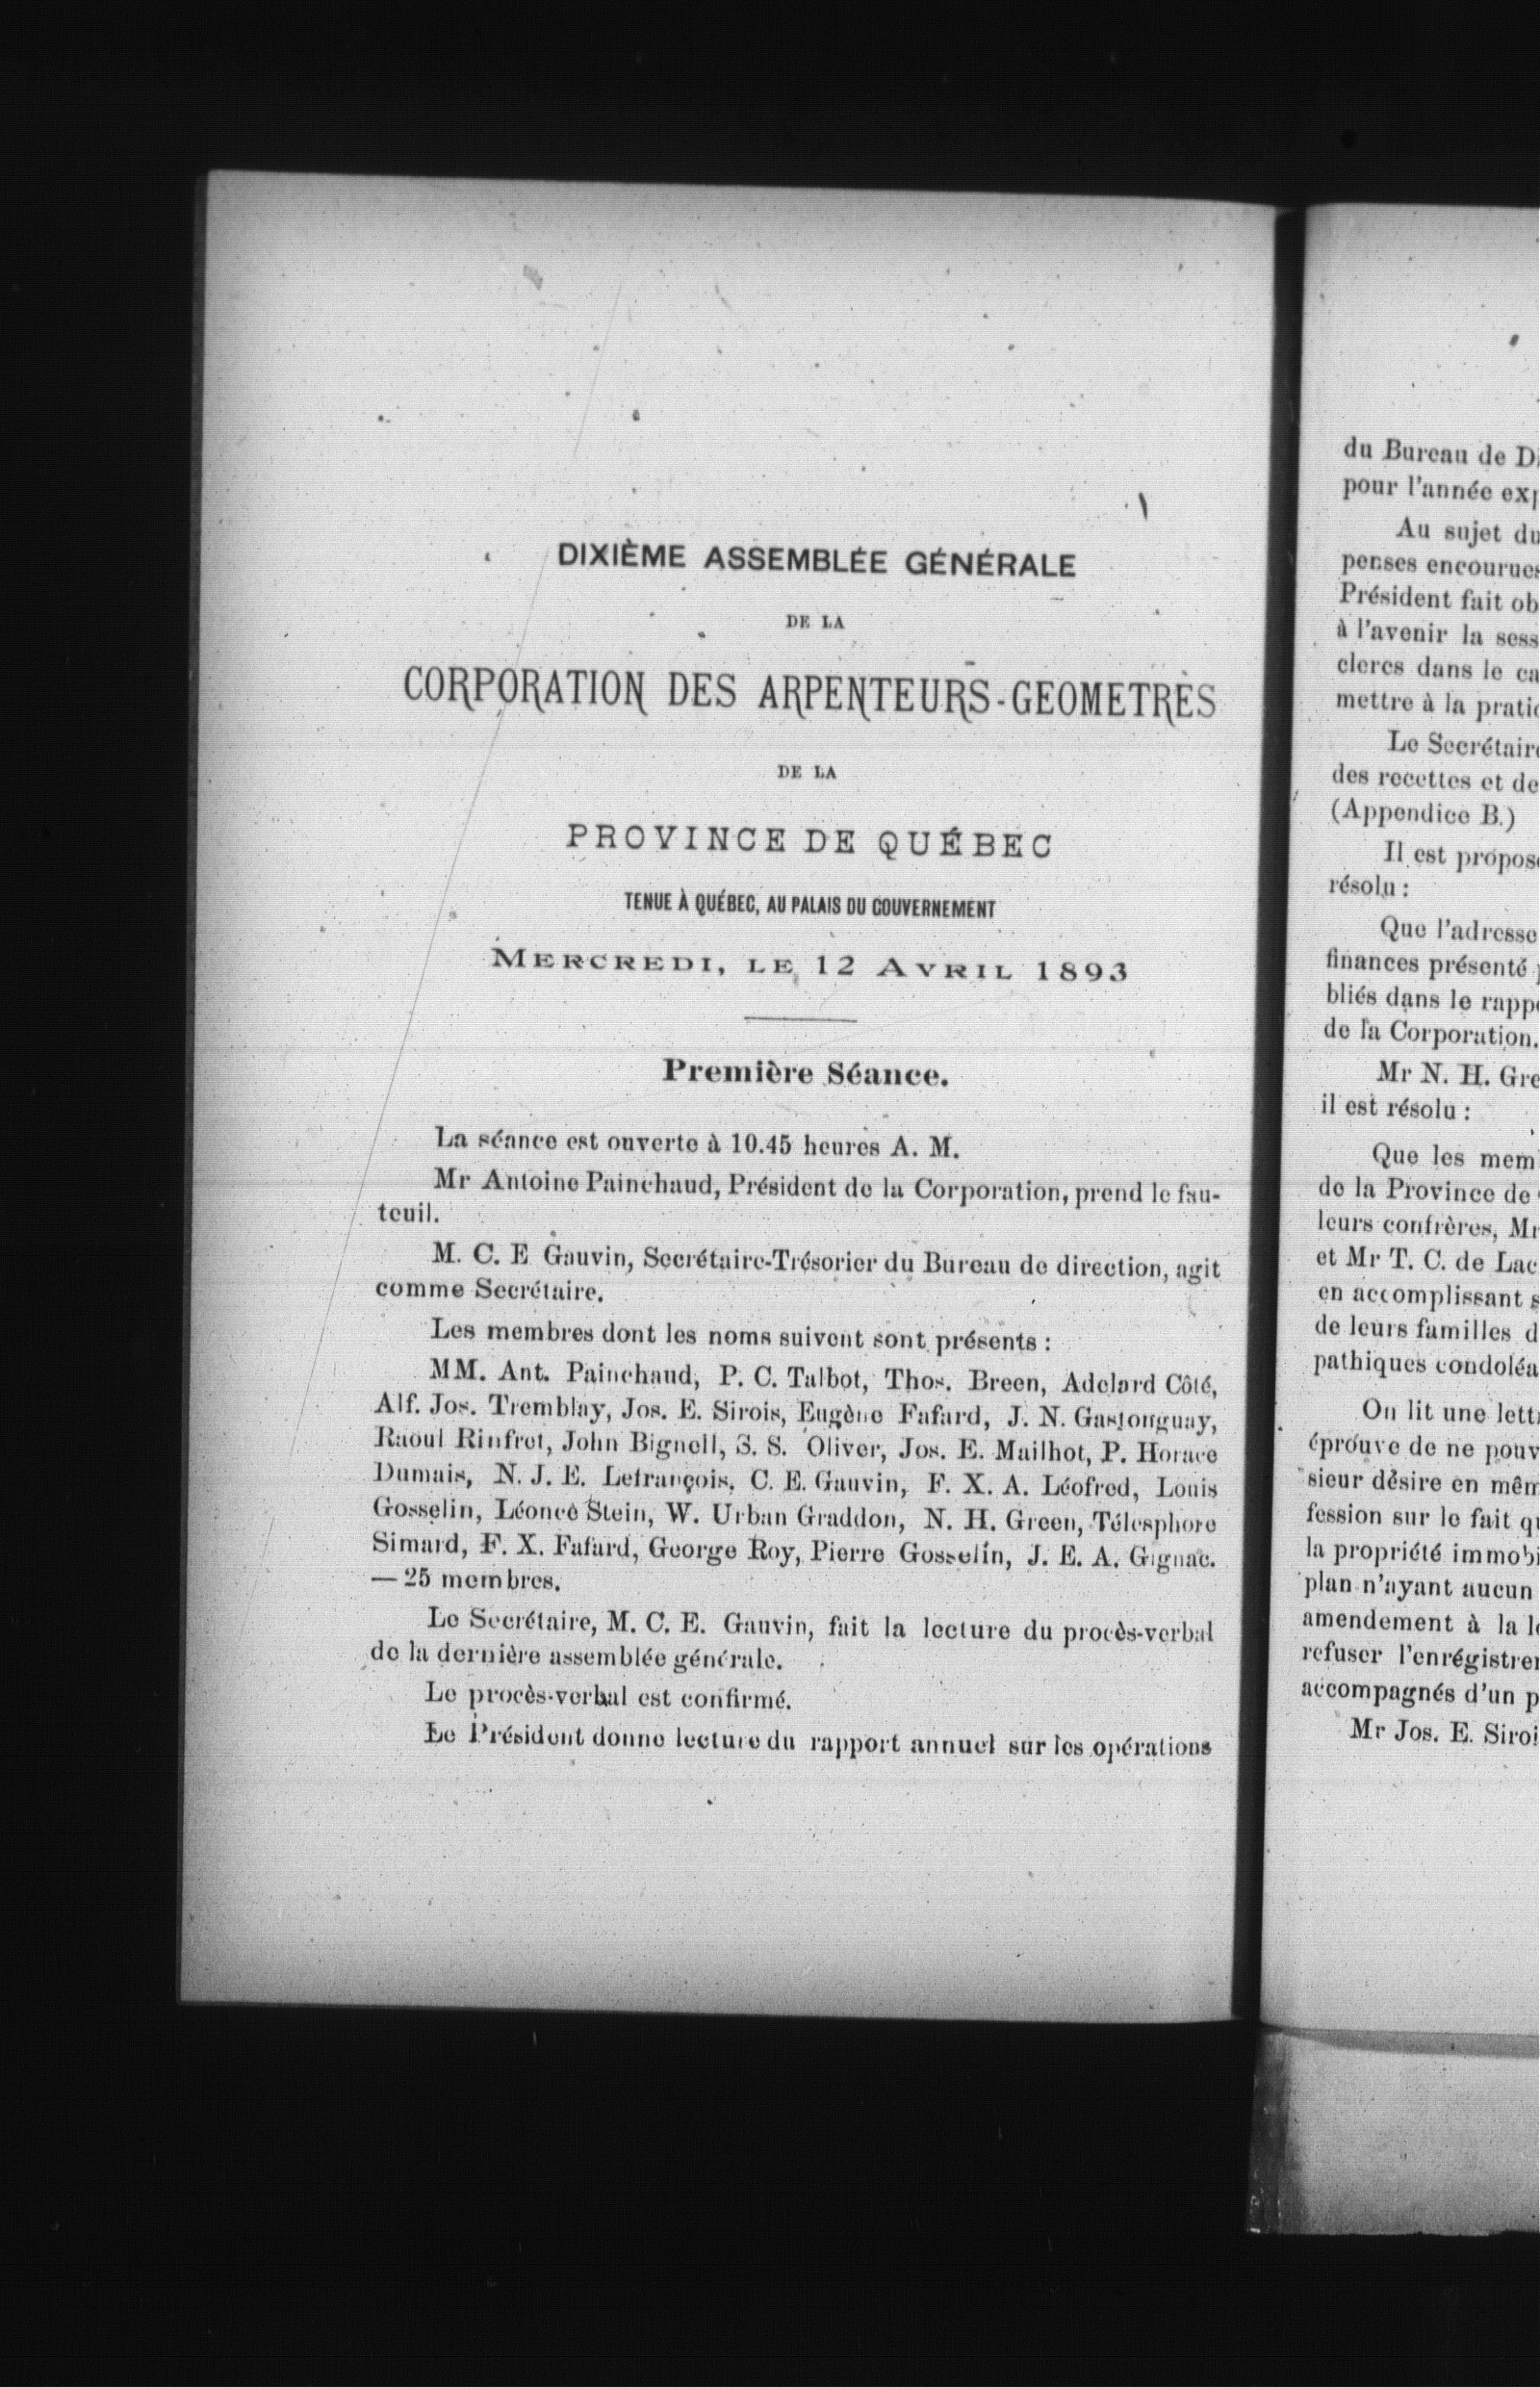 DIXIÈME ASSEMBLÉE GÉNÉRALE
DE LA
CORPORATION DES ARPENTEURS-GEOMETRES
DE LA
PROVINCE DE QUÉBEC
TENUE À QUÉBEC, AU PALAIS DU GOUVERNEMENT
MERCREDI, LE 12 AVRIL 1893
Première Séance.
La séance est ouverte à 10.45 heures A. M.
Mr Antoine Painchaud, Président de la Corporation, prend le fau-
teuil.
M. C. E Gauvin, Secrétaire-Trésorier du Bureau de direction, agit
comme Secrétaire.
Les membres dont les noms suivent sont présents :
MM. Ant. Painchaud, P. C. Talbot, Thos. Breen, Adelard Côté,
Alf. Jos. Tremblay, Jos. E. Sirois, Eugène Fafard, J. N. Gastonguay,
Raoul Rinfret, John Bignell, S. S. Oliver, Jos. E. Mailhot, P. Horace
Dumais, N. J. E. Lefrançois, C. E. Gauvin, F. X. A. Léofred, Louis
Gosselin, Léonce Stein, W. Urban Graddon, N. H. Green, Télesphore
Simard, F. X. Fafard, George Roy, Pierre Gosselin, J. E. A. Gignac.
— 25 membres.
Le Secrétaire, M. C. E. Gauvin, fait la lecture du procès-verbal
de la dernière assemblée générale.
Le procès-verbal est confirmé.
Le Président donne lecture du rapport annuel sur les opérations
du Bureau de
pour l'année
Au sujet du
penses encourues
Président fait
à l'avenir la
clercs dans le
mettre à la
Le Secrétaire
des recettes et de
(Appendice B.)
Il est proposé
résolu :
Que l'adresse
finances présenté
bliés dans le
de la Corporation.
Mr N. H.
il est résolu :
Que les
de la Province de
leurs confrères,
et Mr T. C. de
en accomplissant
de leurs familles
pathiques
On lit une
éprouve de ne
sieur désire en
fession sur le fait
la propriété
plan n'ayant aucun
amendement à la
refuser
accompagnés d'un
Mr Jos. E.